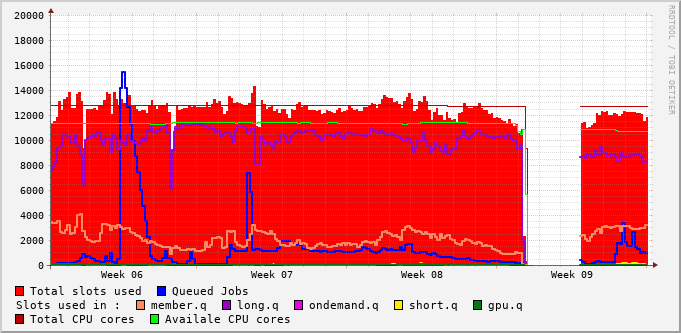 20000
18000
16000
14000
12000
10000
8000
6000
4000
2000
0
Week 06 Week 07 Week 08 Week 09
RRDTOOL / TOBI OETIKER
Total slots used Queued Jobs
Slots used in : member.q long.q ondemand.q short.q gpu.q
Total CPU cores Availale CPU cores